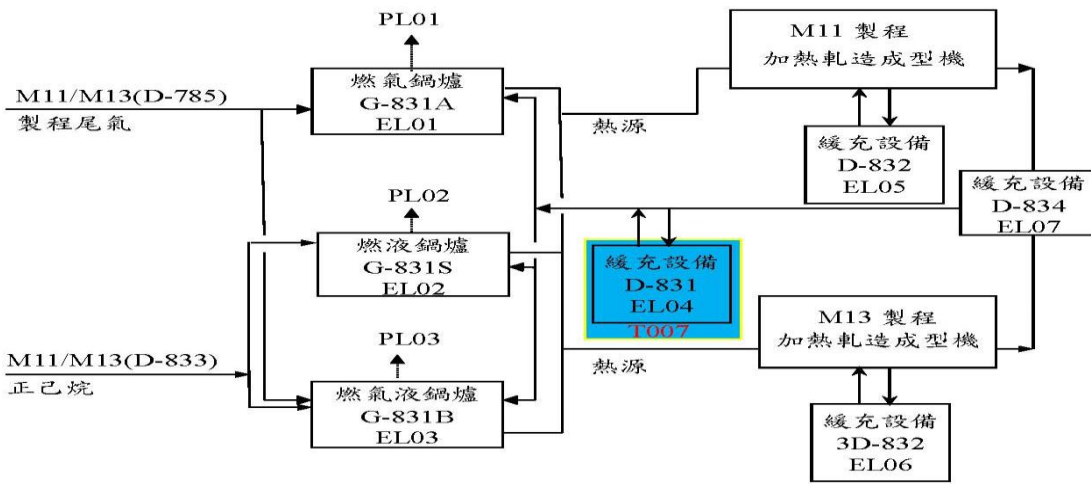 PL01
燃氣鍋爐
G-831A
EL01
M11/M13(D-785)
製程尾氣
M11 製程
加熱軋造成型機
熱源
緩充設備
D-832
EL05
PL02
燃液鍋爐
G-831S
EL02
緩充設備
D-834
EL07
緩充設備
D-831
EL04
T007
M11/M13(D-833)
正己烷
PL03
燃氣液鍋爐
G-831B
EL03
熱源
M13 製程
加熱軋造成型機
緩充設備
3D-832
EL06